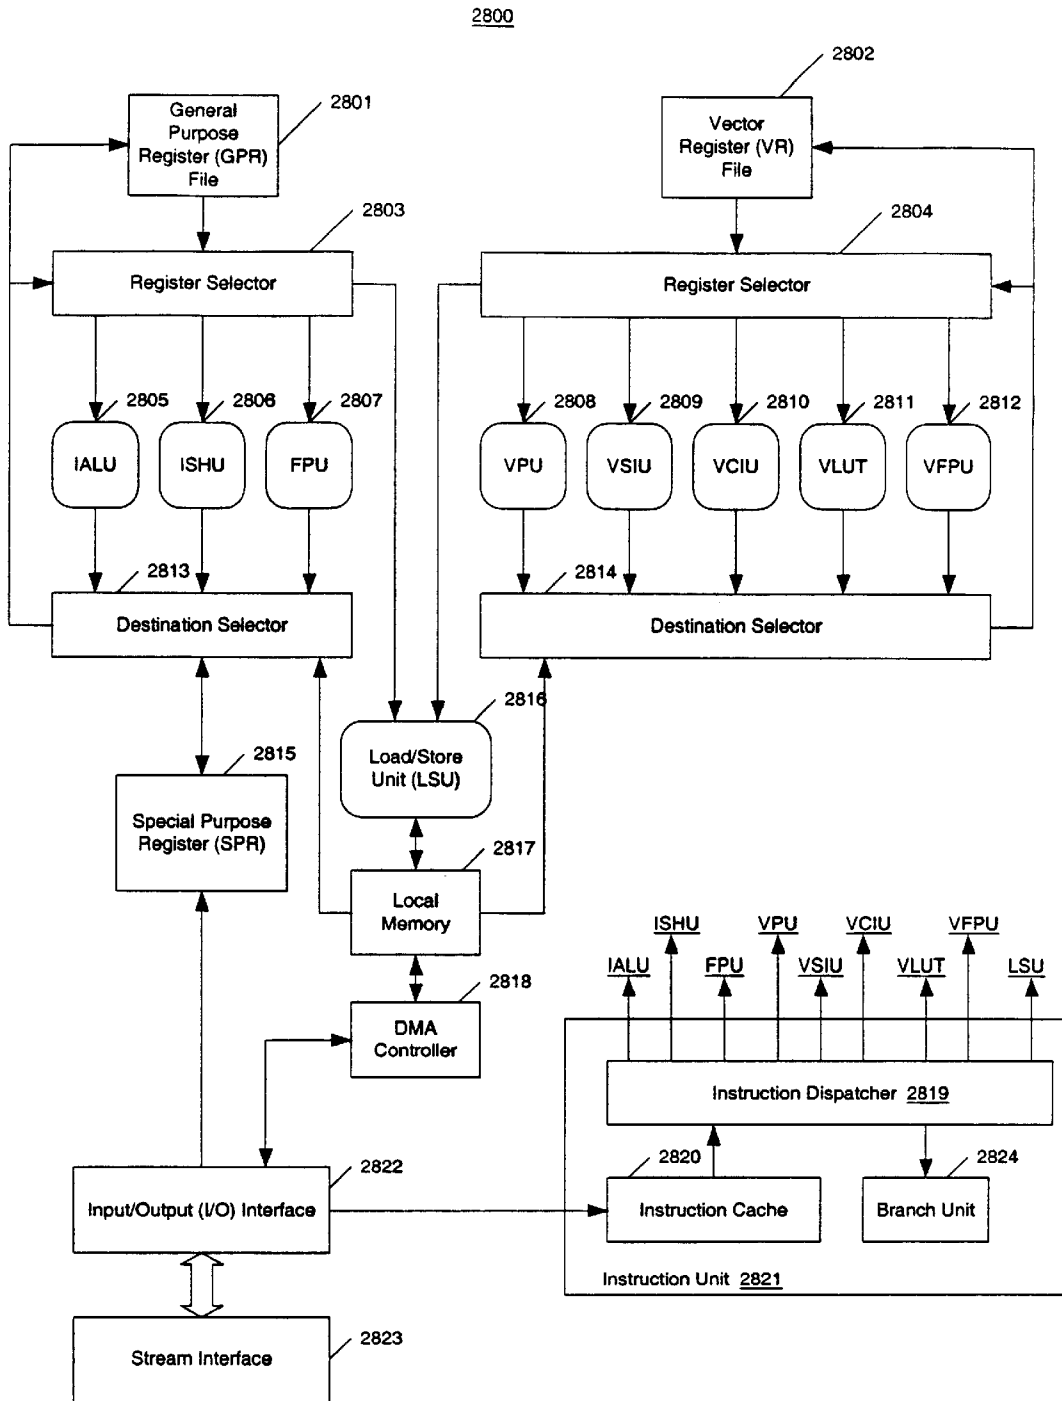 2800
General
Purpose
Register (GPR)
File
2801
Vector
Register (VR)
File
2802
Register Selector
2803
Register Selector
2804
2805
IALU
2806
ISHU
2807
FPU
2808
VPU
2809
VSIU
2810
VCIU
2811
VLUT
2812
VFPU
2813
Destination Selector
2814
Destination Selector
2815
Special Purpose
Register (SPR)
2816
Load/Store
Unit (LSU)
2817
Local
Memory
2818
DMA
Controller
ISHU VPU VCIU VFPU
IALU FPU VSIU VLUT LSU
Instruction Dispatcher 2819
2820
Instruction Cache
2824
Branch Unit
Instruction Unit 2821
2822
Input/Output (I/O) Interface
2823
Stream Interface